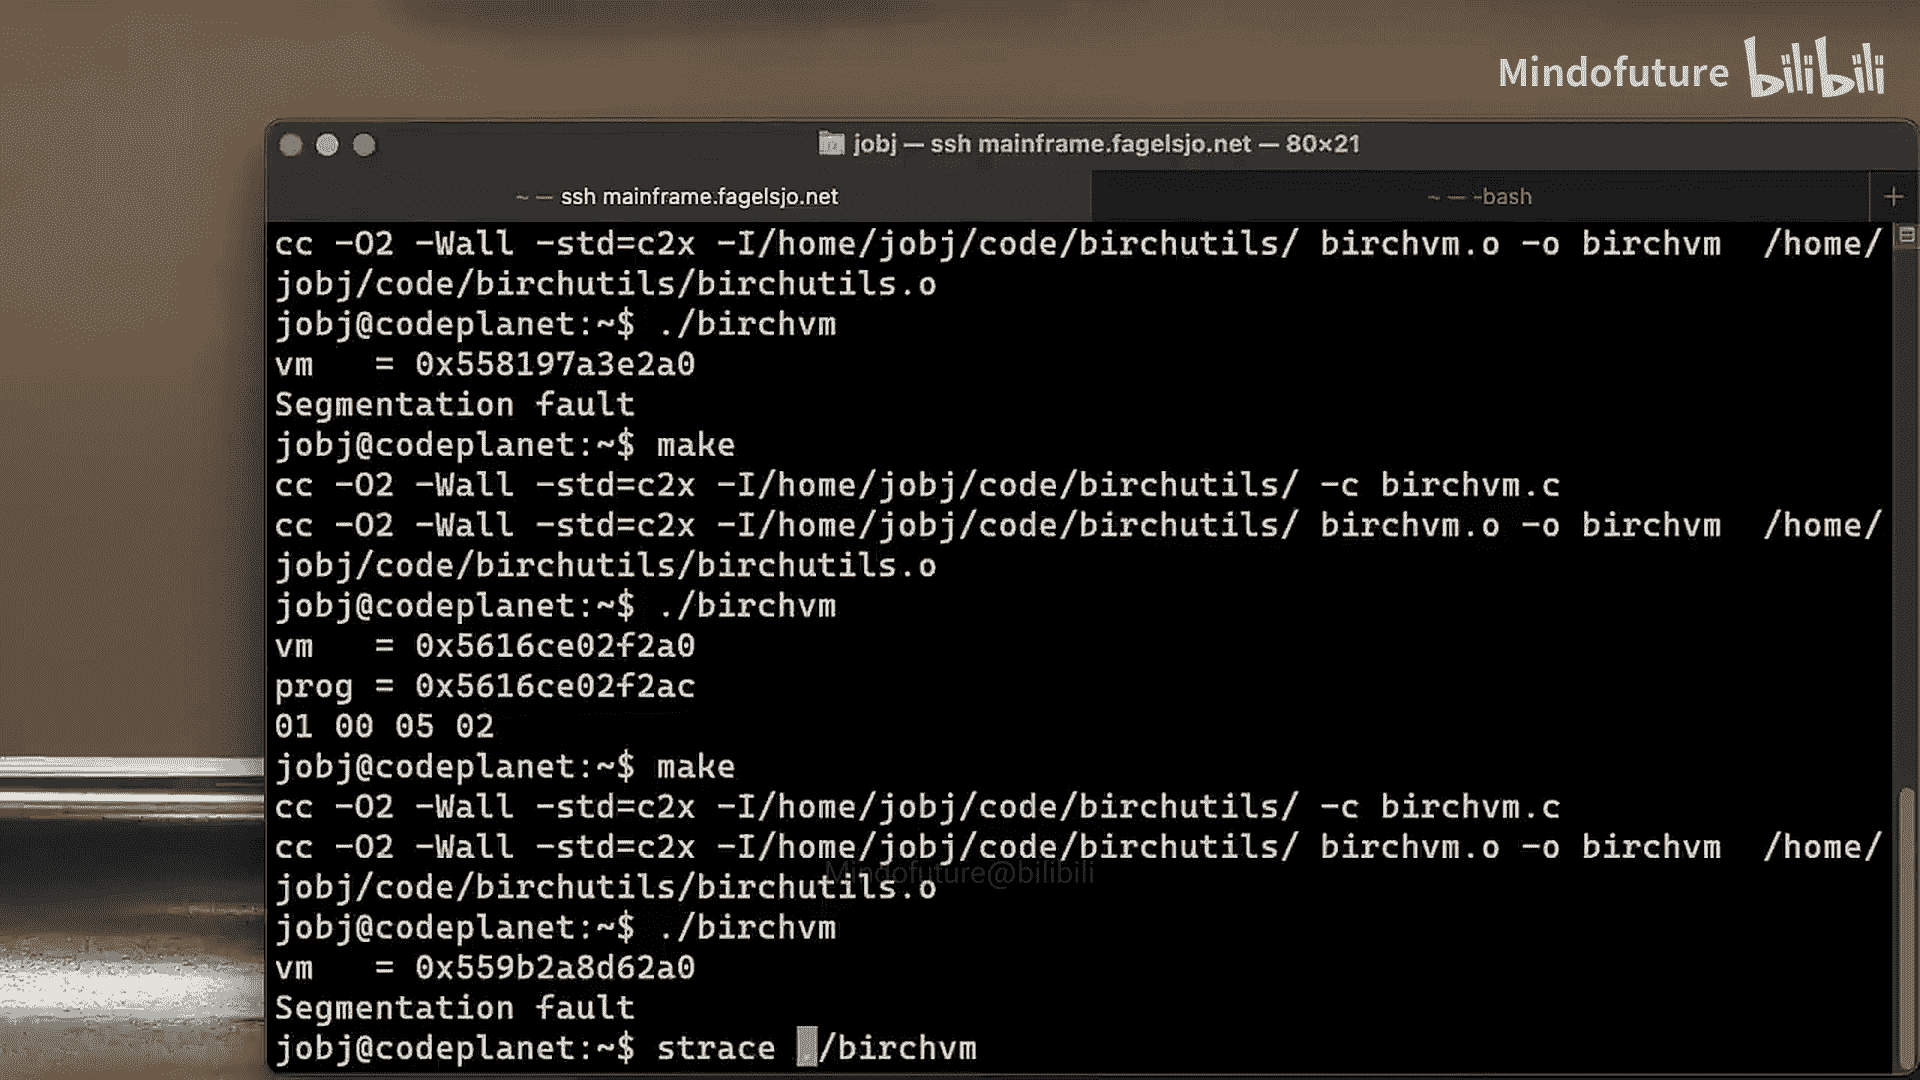 Mindofuture bilibili
jobj — ssh mainframe.fagelsjo.net — 80×21
~ — ssh mainframe.fagelsjo.net
~ — -bash
+
cc -O2 -Wall -std=c2x -I/home/jobj/code/birchutils/ birchvm.o -o birchvm  /home/
jobj/code/birchutils/birchutils.o
jobj@codeplanet:~$ ./birchvm
vm   = 0x558197a3e2a0
Segmentation fault
jobj@codeplanet:~$ make
cc -O2 -Wall -std=c2x -I/home/jobj/code/birchutils/ -c birchvm.c
cc -O2 -Wall -std=c2x -I/home/jobj/code/birchutils/ birchvm.o -o birchvm  /home/
jobj/code/birchutils/birchutils.o
jobj@codeplanet:~$ ./birchvm
vm   = 0x5616ce02f2a0
prog = 0x5616ce02f2ac
01 00 05 02
jobj@codeplanet:~$ make
cc -O2 -Wall -std=c2x -I/home/jobj/code/birchutils/ -c birchvm.c
cc -O2 -Wall -std=c2x -I/home/jobj/code/birchutils/ birchvm.o -o birchvm  /home/
Mindofuture@bilibili
jobj/code/birchutils/birchutils.o
jobj@codeplanet:~$ ./birchvm
vm   = 0x559b2a8d62a0
Segmentation fault
jobj@codeplanet:~$ strace ./birchvm